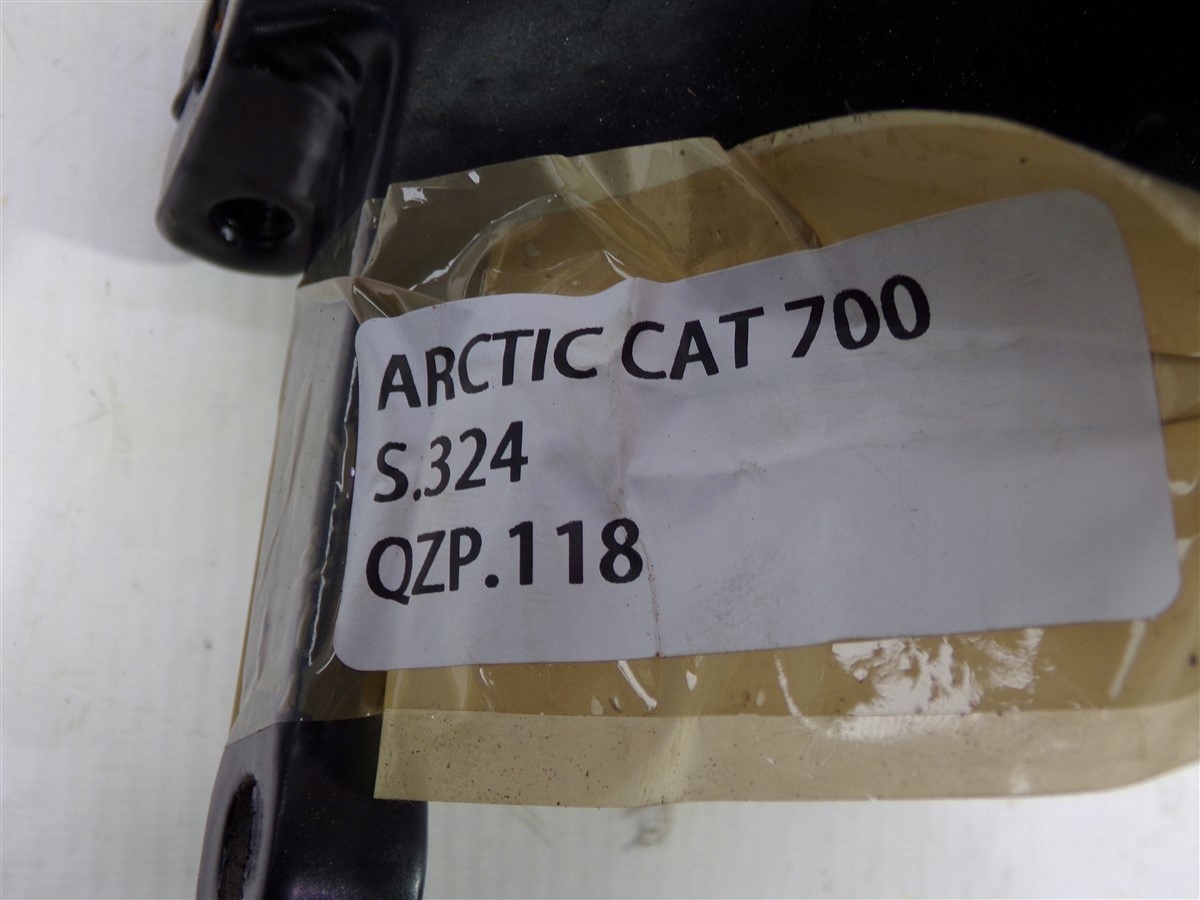 ARCTIC CAT 700
S.324
QZP.118